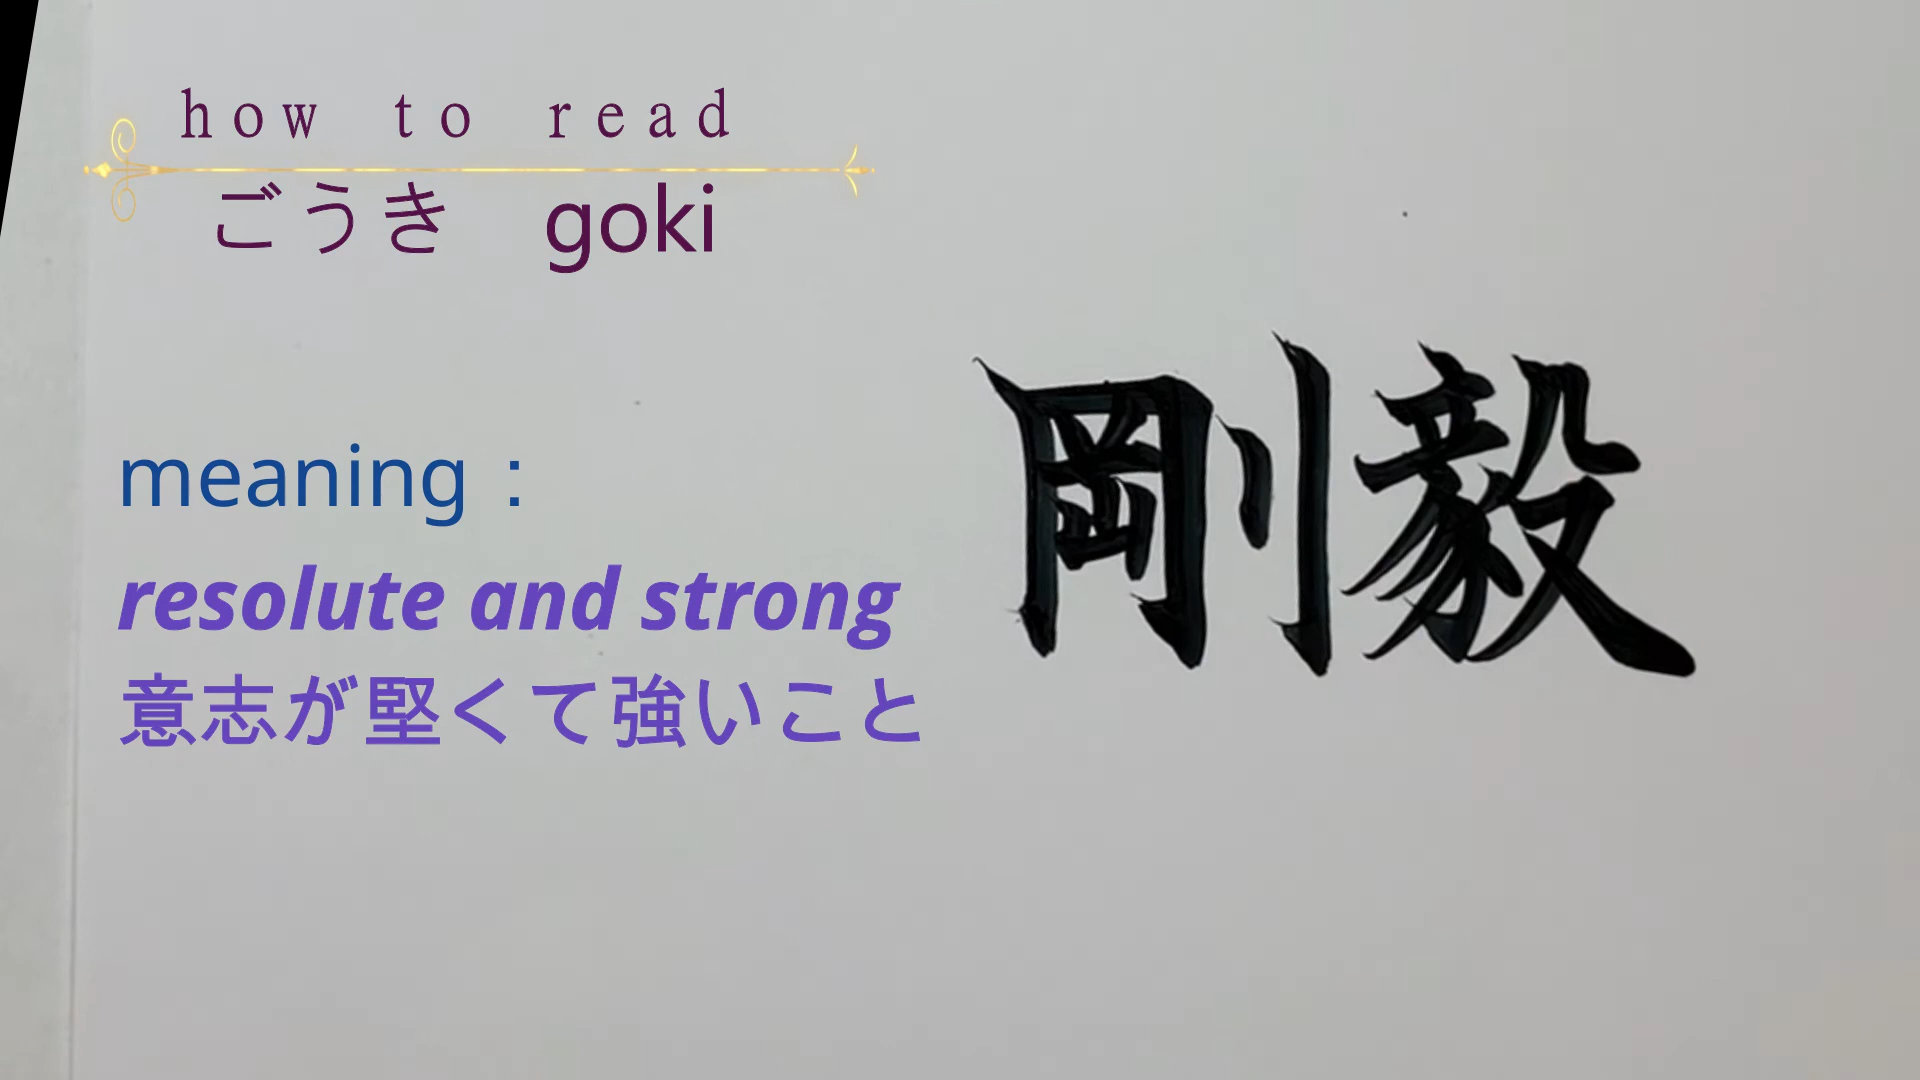 how to read
ごうき　goki
meaning：
resolute and strong
意志が堅くて強いこと
剛毅